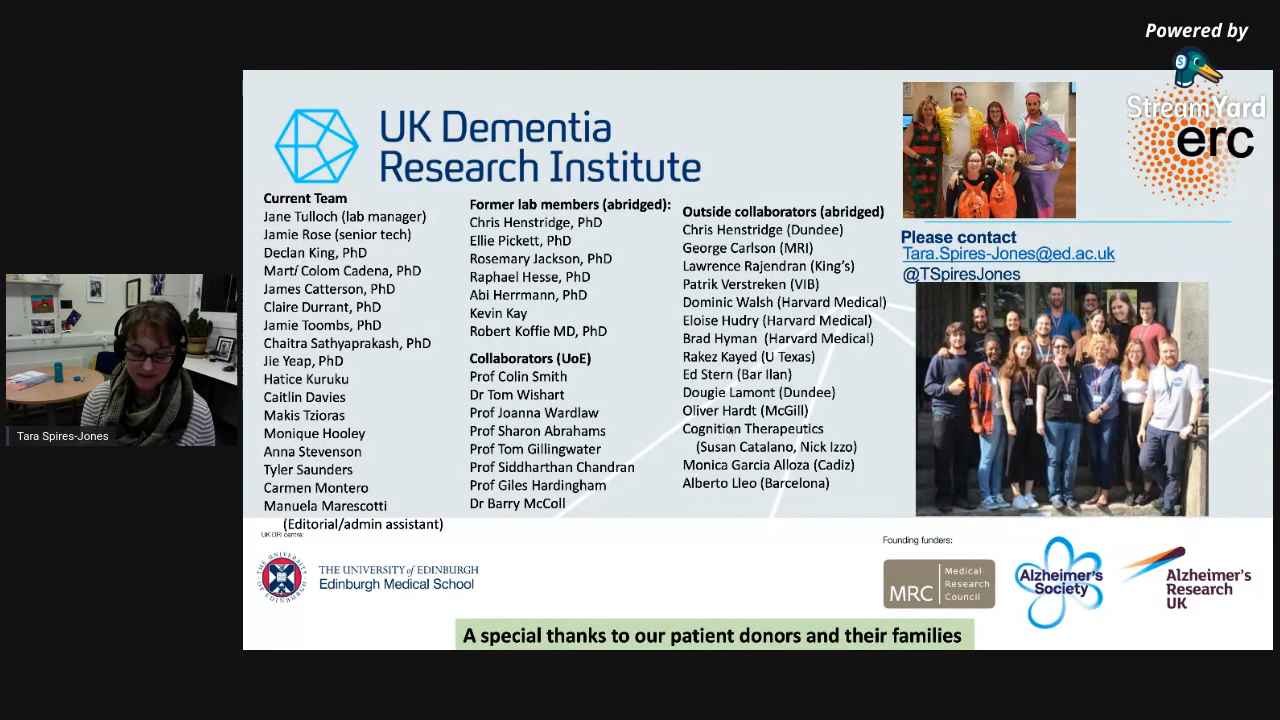 Powered by
StreamYard
erc
UK Dementia
Research Institute
Current Team
Jane Tulloch (lab manager)
Jamie Rose (senior tech)
Declan King, PhD
Mart/ Colom Cadena, PhD
James Catterson, PhD
Claire Durrant, PhD
Jamie Toombs, PhD
Chaitra Sathyaprakash, PhD
Jie Yeap, PhD
Hatice Kuruku
Caitlin Davies
Makis Tzioras
Monique Hooley
Anna Stevenson
Tyler Saunders
Carmen Montero
Manuela Marescotti
(Editorial/admin assistant)
Former lab members (abridged):
Chris Henstridge, PhD
Ellie Pickett, PhD
Rosemary Jackson, PhD
Raphael Hesse, PhD
Abi Herrmann, PhD
Kevin Kay
Robert Koffie MD, PhD
Collaborators (UoE)
Prof Colin Smith
Dr Tom Wishart
Prof Joanna Wardlaw
Prof Sharon Abrahams
Prof Tom Gillingwater
Prof Siddharthan Chandran
Prof Giles Hardingham
Dr Barry McColl
Outside collaborators (abridged)
Chris Henstridge (Dundee)
George Carlson (MRI)
Lawrence Rajendran (King's)
Patrik Verstreken (VIB)
Dominic Walsh (Harvard Medical)
Eloise Hudry (Harvard Medical)
Brad Hyman (Harvard Medical)
Rakez Kayed (U Texas)
Ed Stern (Bar Ilan)
Dougie Lamont (Dundee)
Oliver Hardt (McGill)
Cognition Therapeutics
(Susan Catalano, Nick Izzo)
Monica Garcia Alloza (Cadiz)
Alberto Lleo (Barcelona)
Please contact
Tara.Spires-Jones@ed.ac.uk
@TSpiresJones
Tara Spires-Jones
UK DRI centre:
THE UNIVERSITY of EDINBURGH
Edinburgh Medical School
Founding funders:
MRC
Medical
Research
Council
Alzheimer's
Society
Alzheimer's
Research
UK
A special thanks to our patient donors and their families